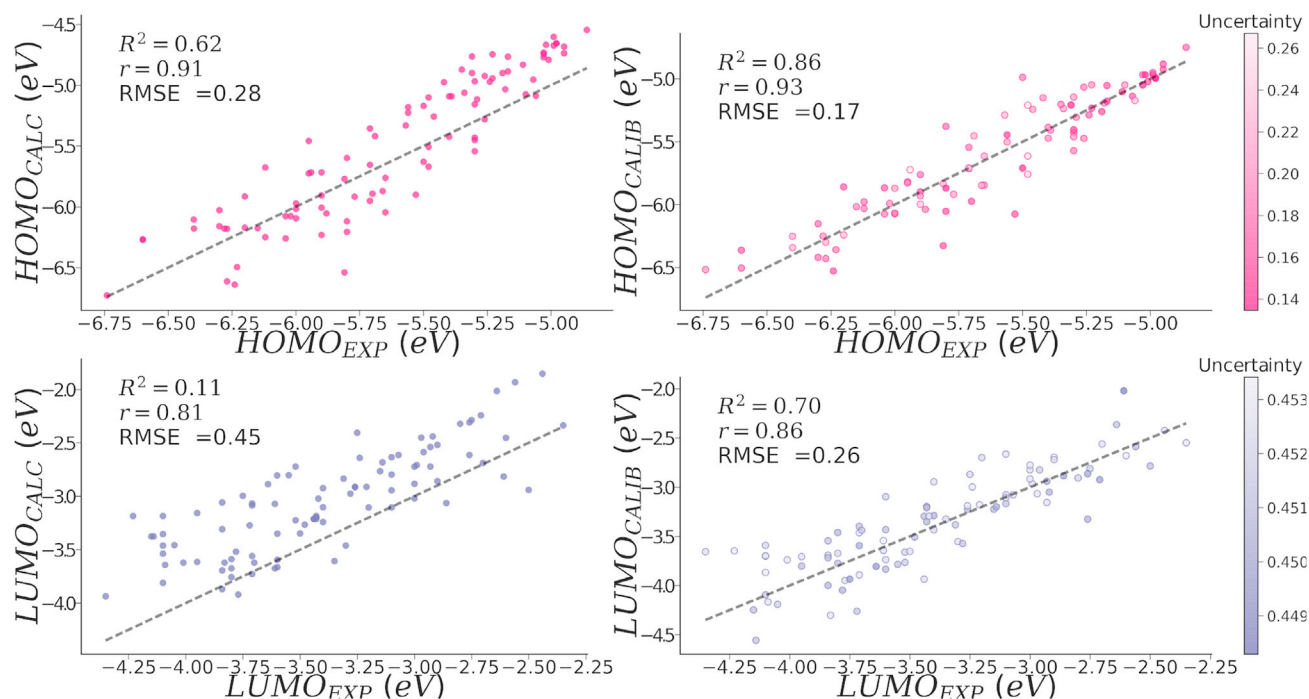 R² = 0.62
r = 0.91
RMSE =0.28
HOMO_CALC (eV)
−4.5
−5.0
−5.5
−6.0
−6.5
−6.75 −6.50 −6.25 −6.00 −5.75 −5.50 −5.25 −5.00
HOMO_EXP (eV)
R² = 0.86
r = 0.93
RMSE =0.17
HOMO_CALIB (eV)
−5.0
−5.5
−6.0
−6.5
−6.75 −6.50 −6.25 −6.00 −5.75 −5.50 −5.25 −5.00
HOMO_EXP (eV)
Uncertainty
0.26
0.24
0.22
0.20
0.18
0.16
0.14
R² = 0.11
r = 0.81
RMSE =0.45
LUMO_CALC (eV)
−2.0
−2.5
−3.0
−3.5
−4.0
−4.25 −4.00 −3.75 −3.50 −3.25 −3.00 −2.75 −2.50 −2.25
LUMO_EXP (eV)
R² = 0.70
r = 0.86
RMSE =0.26
LUMO_CALIB (eV)
−2.0
−2.5
−3.0
−3.5
−4.0
−4.5
−4.25 −4.00 −3.75 −3.50 −3.25 −3.00 −2.75 −2.50 −2.25
LUMO_EXP (eV)
Uncertainty
0.453
0.452
0.451
0.450
0.449